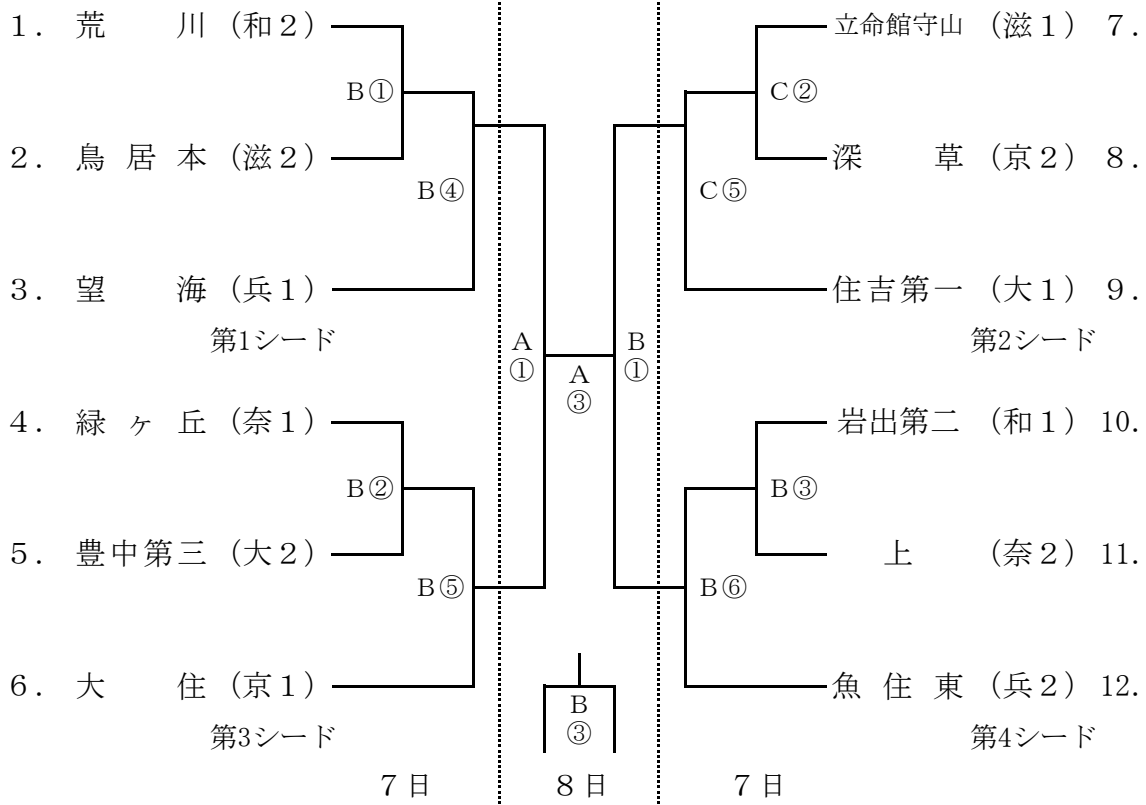 1． 荒川 （和２） 立命館守山 （滋１） 7．
B① C②
2． 鳥居本 （滋２） 深草 （京２） 8．
B④ C⑤
3． 望海 （兵１） 住吉第一 （大１） 9．
第1シード 第2シード
A① B①
A③
4． 緑ヶ丘 （奈１） 岩出第二 （和１） 10．
B② B③
5． 豊中第三 （大２） 上 （奈２） 11．
B⑤ B⑥
6． 大住 （京１） 魚住東 （兵２） 12．
B③
第3シード 第4シード
７日 ８日 ７日